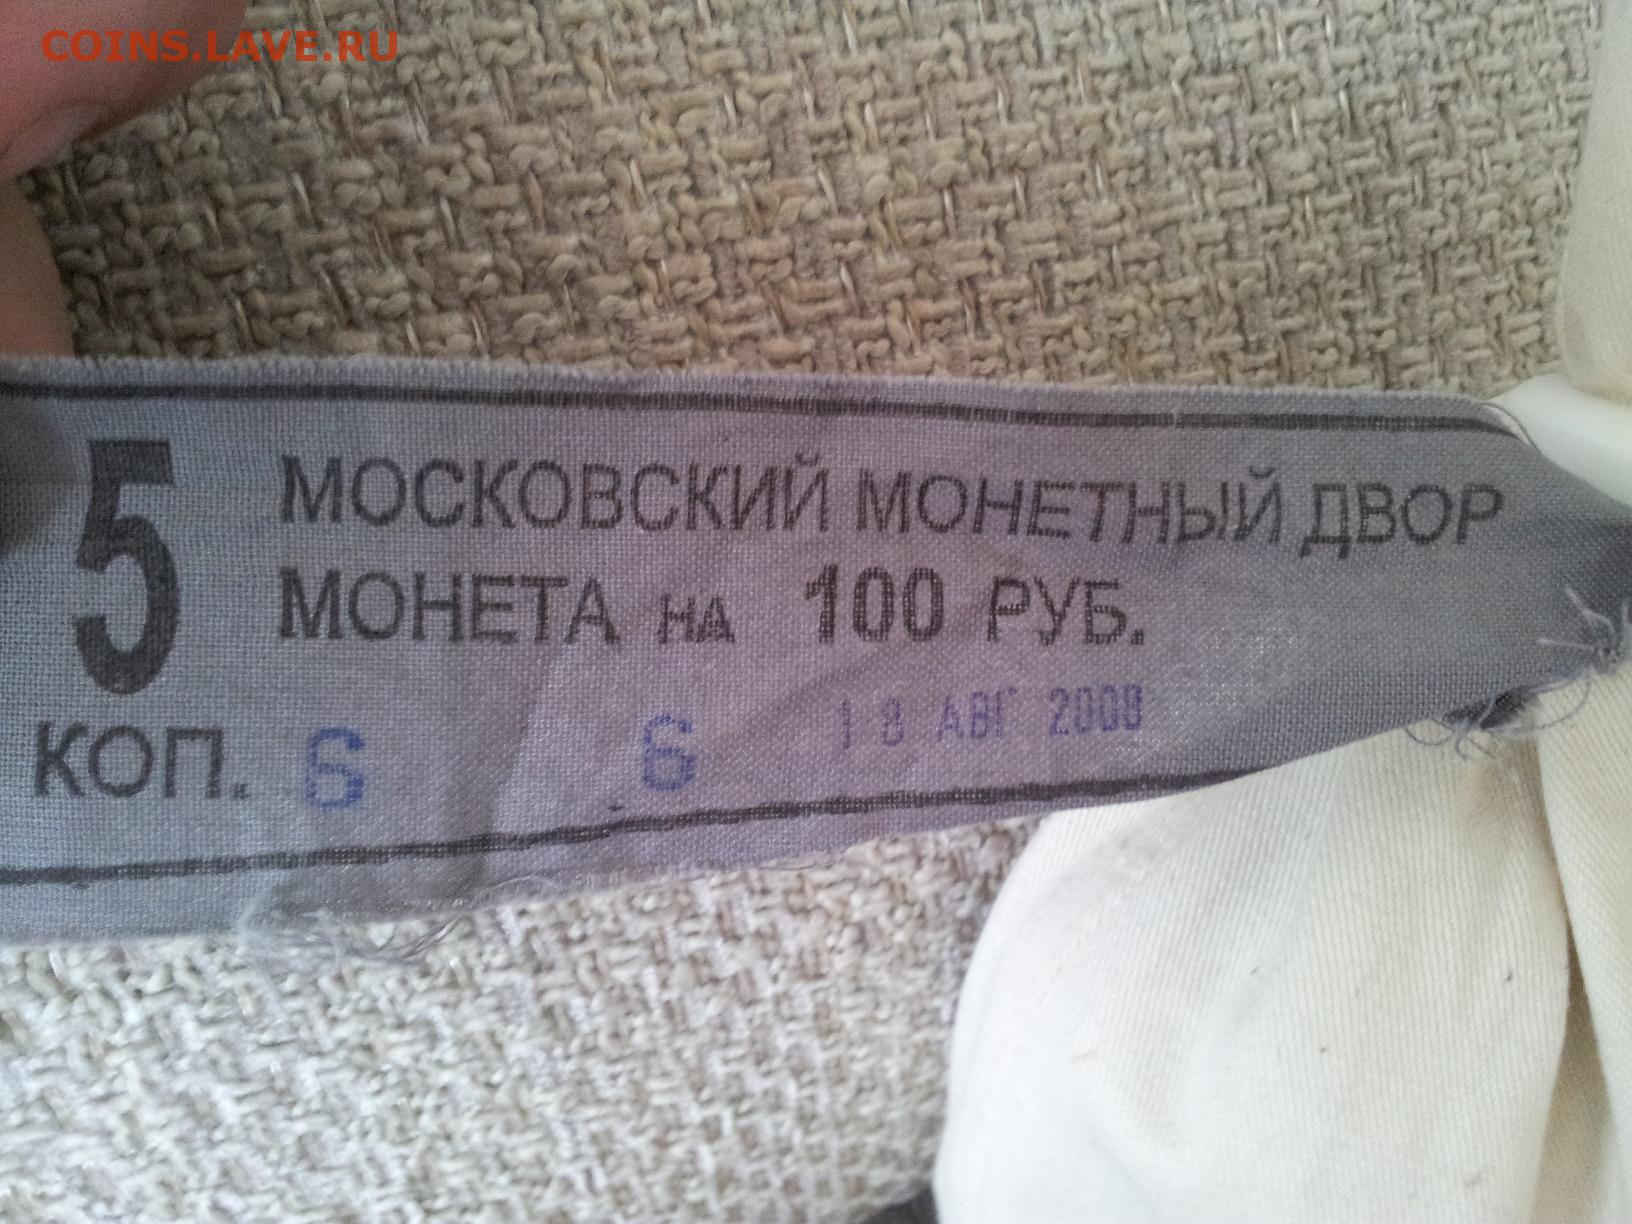 COINS.LAVE.RU
5 МОСКОВСКИЙ МОНЕТНЫЙ ДВОР
МОНЕТА НА 100 РУБ.
КОП. 6 6 18 АВГ 2008